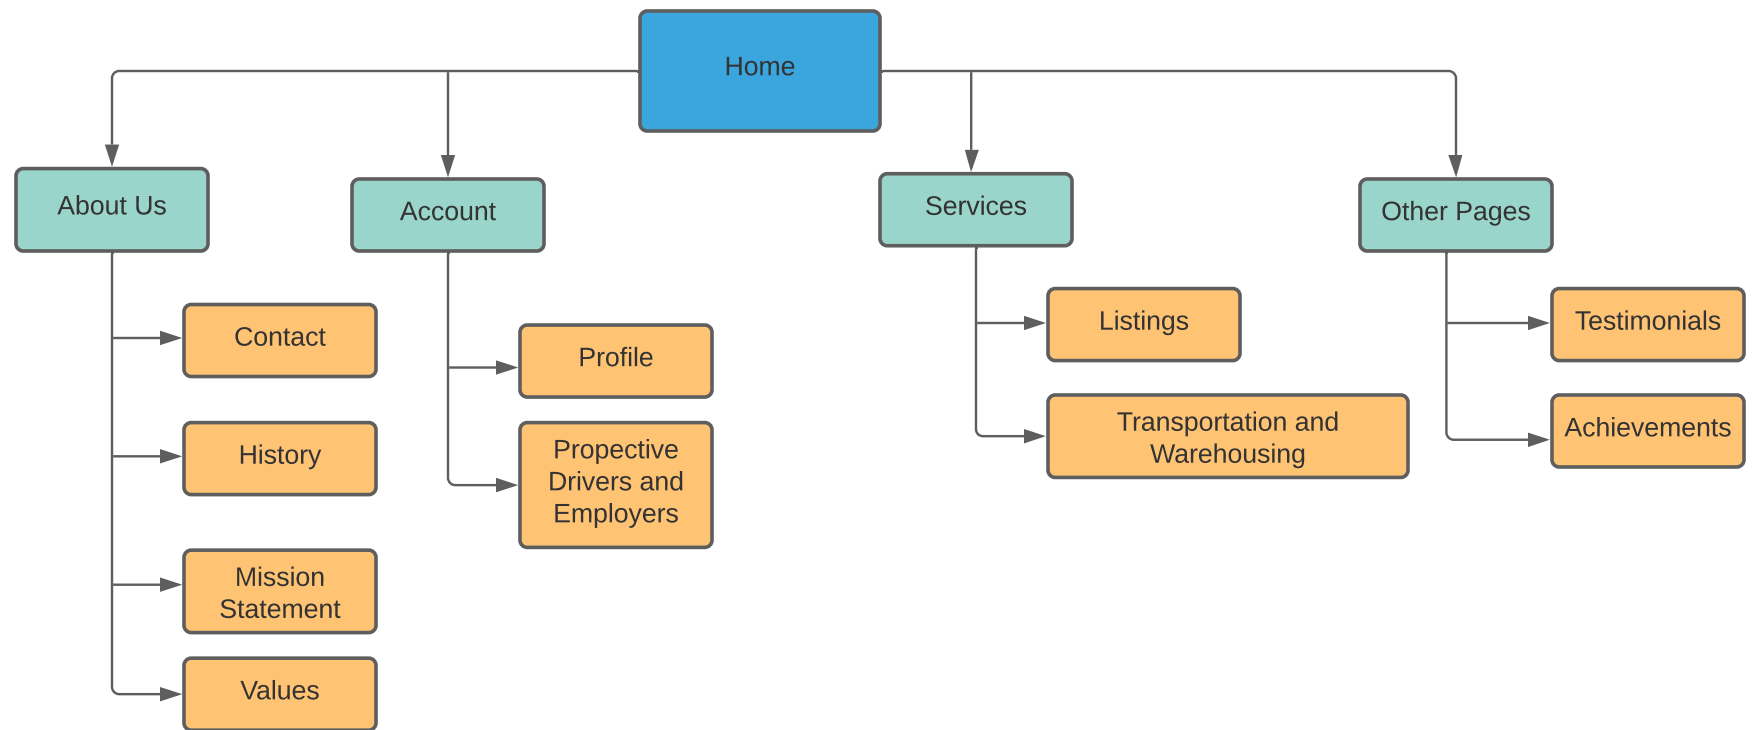 Home
About Us
Account
Services
Other Pages
Contact
History
Mission
Statement
Values
Profile
Propective
Drivers and
Employers
Listings
Transportation and
Warehousing
Testimonials
Achievements